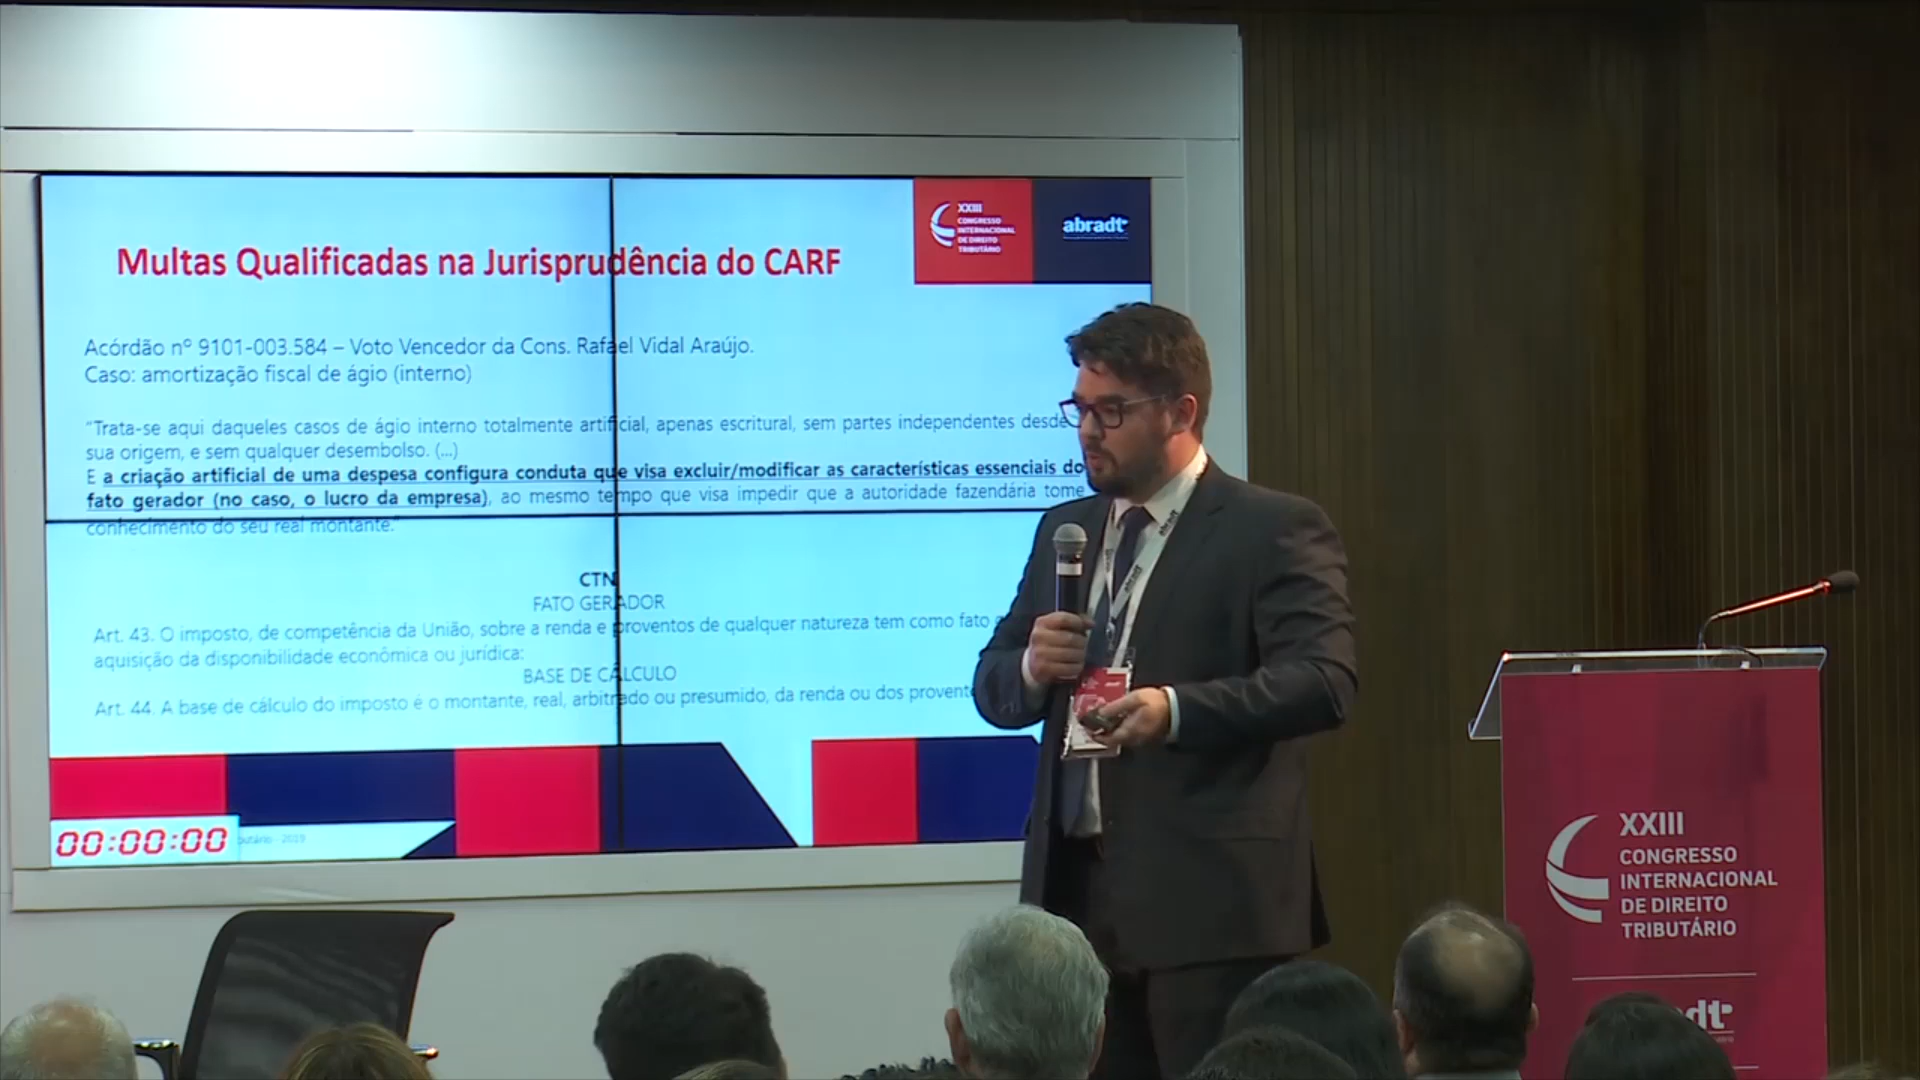 XXIII
CONGRESSO
INTERNACIONAL
DE DIREITO
TRIBUTÁRIO
abradt
Multas Qualificadas na Jurisprudência do CARF
Acórdão nº 9101-003.584 – Voto Vencedor da Cons. Rafael Vidal Araújo.
Caso: amortização fiscal de ágio (interno)
"Trata-se aqui daqueles casos de ágio interno totalmente artificial, apenas escritural, sem partes independentes desde
sua origem, e sem qualquer desembolso. (...)
E a criação artificial de uma despesa configura conduta que visa excluir/modificar as características essenciais do
fato gerador (no caso, o lucro da empresa), ao mesmo tempo que visa impedir que a autoridade fazendária tome
conhecimento do seu real montante."
CTN
FATO GERADOR
Art. 43. O imposto, de competência da União, sobre a renda e proventos de qualquer natureza tem como fato
aquisição da disponibilidade econômica ou jurídica:
BASE DE CÁLCULO
Art. 44. A base de cálculo do imposto é o montante, real, arbitrado ou presumido, da renda ou dos provent
00:00:00
butário - 2019
abradt
abradt
XXIII
CONGRESSO
INTERNACIONAL
DE DIREITO
TRIBUTÁRIO
dt